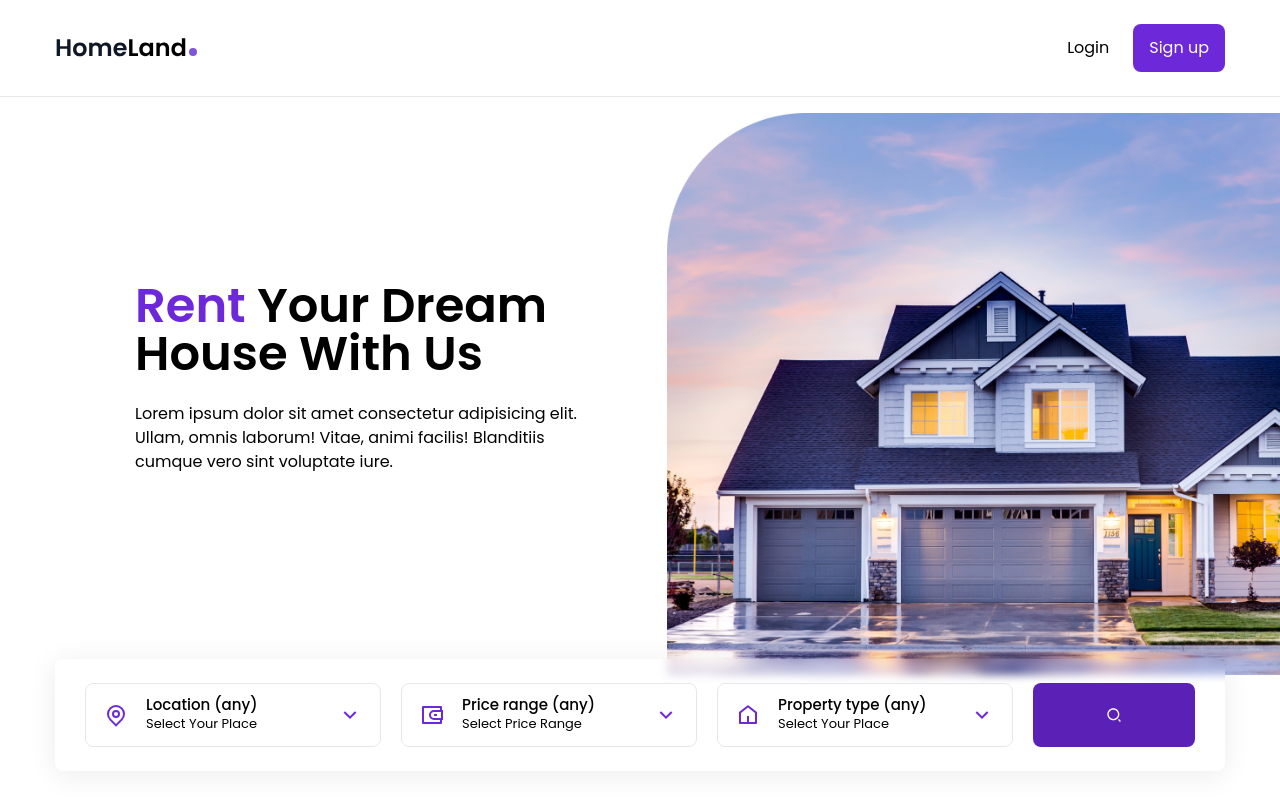 HomeLand.
Login
Sign up
Rent Your Dream
House With Us
Lorem ipsum dolor sit amet consectetur adipisicing elit.
Ullam, omnis laborum! Vitae, animi facilis! Blanditiis
cumque vero sint voluptate iure.
1156
Location (any)
Select Your Place
Price range (any)
Select Price Range
Property type (any)
Select Your Place